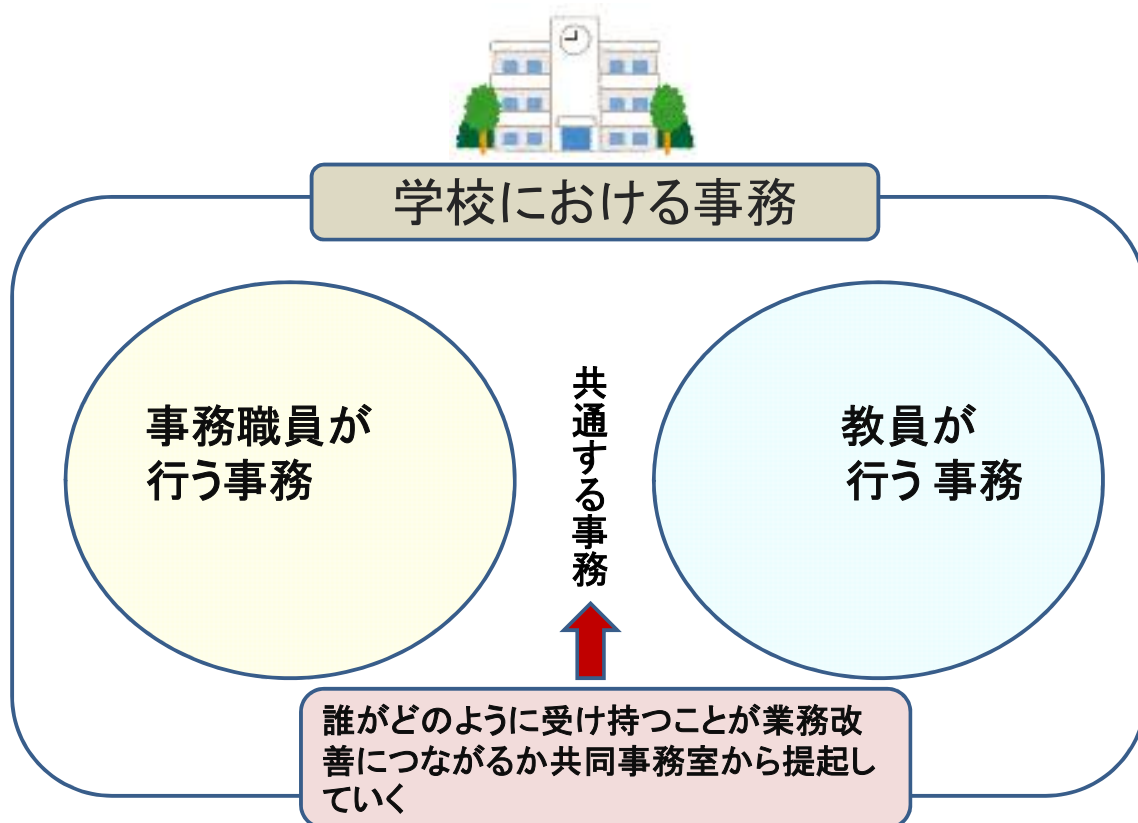 学校における事務
事務職員が
行う事務
共通する事務
教員が
行う 事務
誰がどのように受け持つことが業務改
善につながるか共同事務室から提起し
ていく